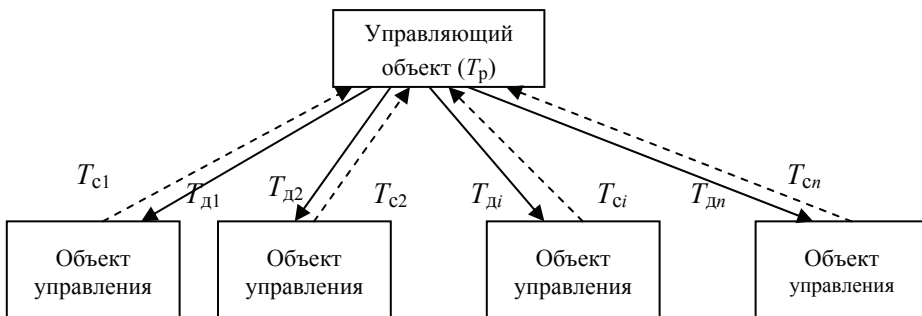 Управляющий
объект (Tр)
Tс1
Tд1
Tд2
Tс2
Tдi
Tсi
Tдn
Tсn
Объект
управления
Объект
управления
Объект
управления
Объект
управления